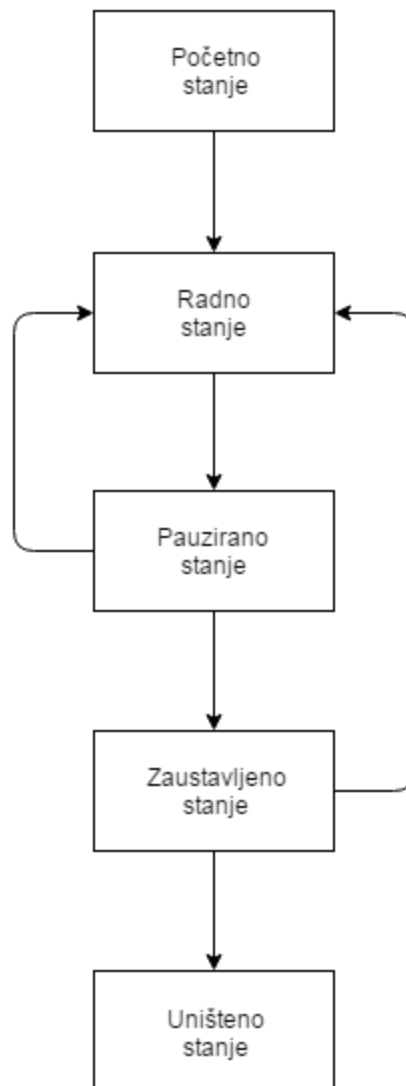 Početno
stanje
Radno
stanje
Pauzirano
stanje
Zaustavljeno
stanje
Uništeno
stanje